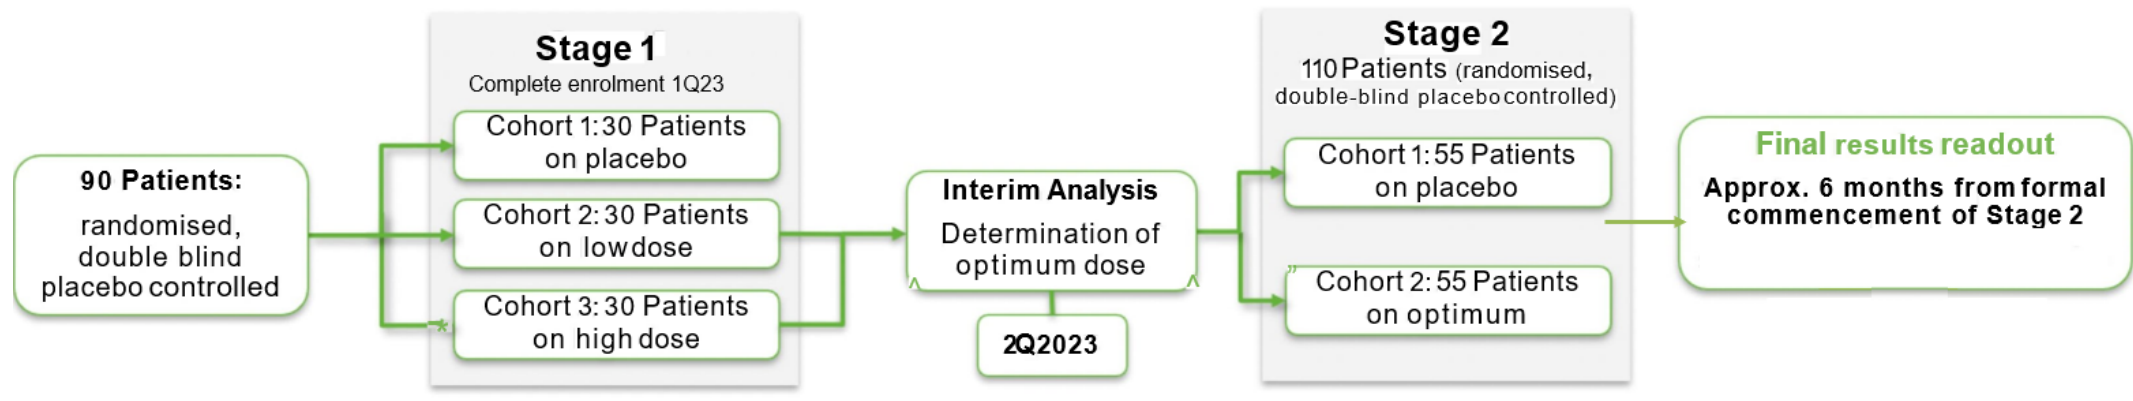 90 Patients:
randomised,
double blind
placebo controlled
Stage 1
Complete enrolment 1Q23
Cohort 1:30 Patients
on placebo
Cohort 2:30 Patients
on low dose
Cohort 3:30 Patients
on high dose
Interim Analysis
Determination of
optimum dose
2Q2023
Stage 2
110 Patients (randomised,
double-blind placebo controlled)
Cohort 1:55 Patients
on placebo
Cohort 2:55 Patients
on optimum
Final results readout
Approx. 6 months from formal
commencement of Stage 2